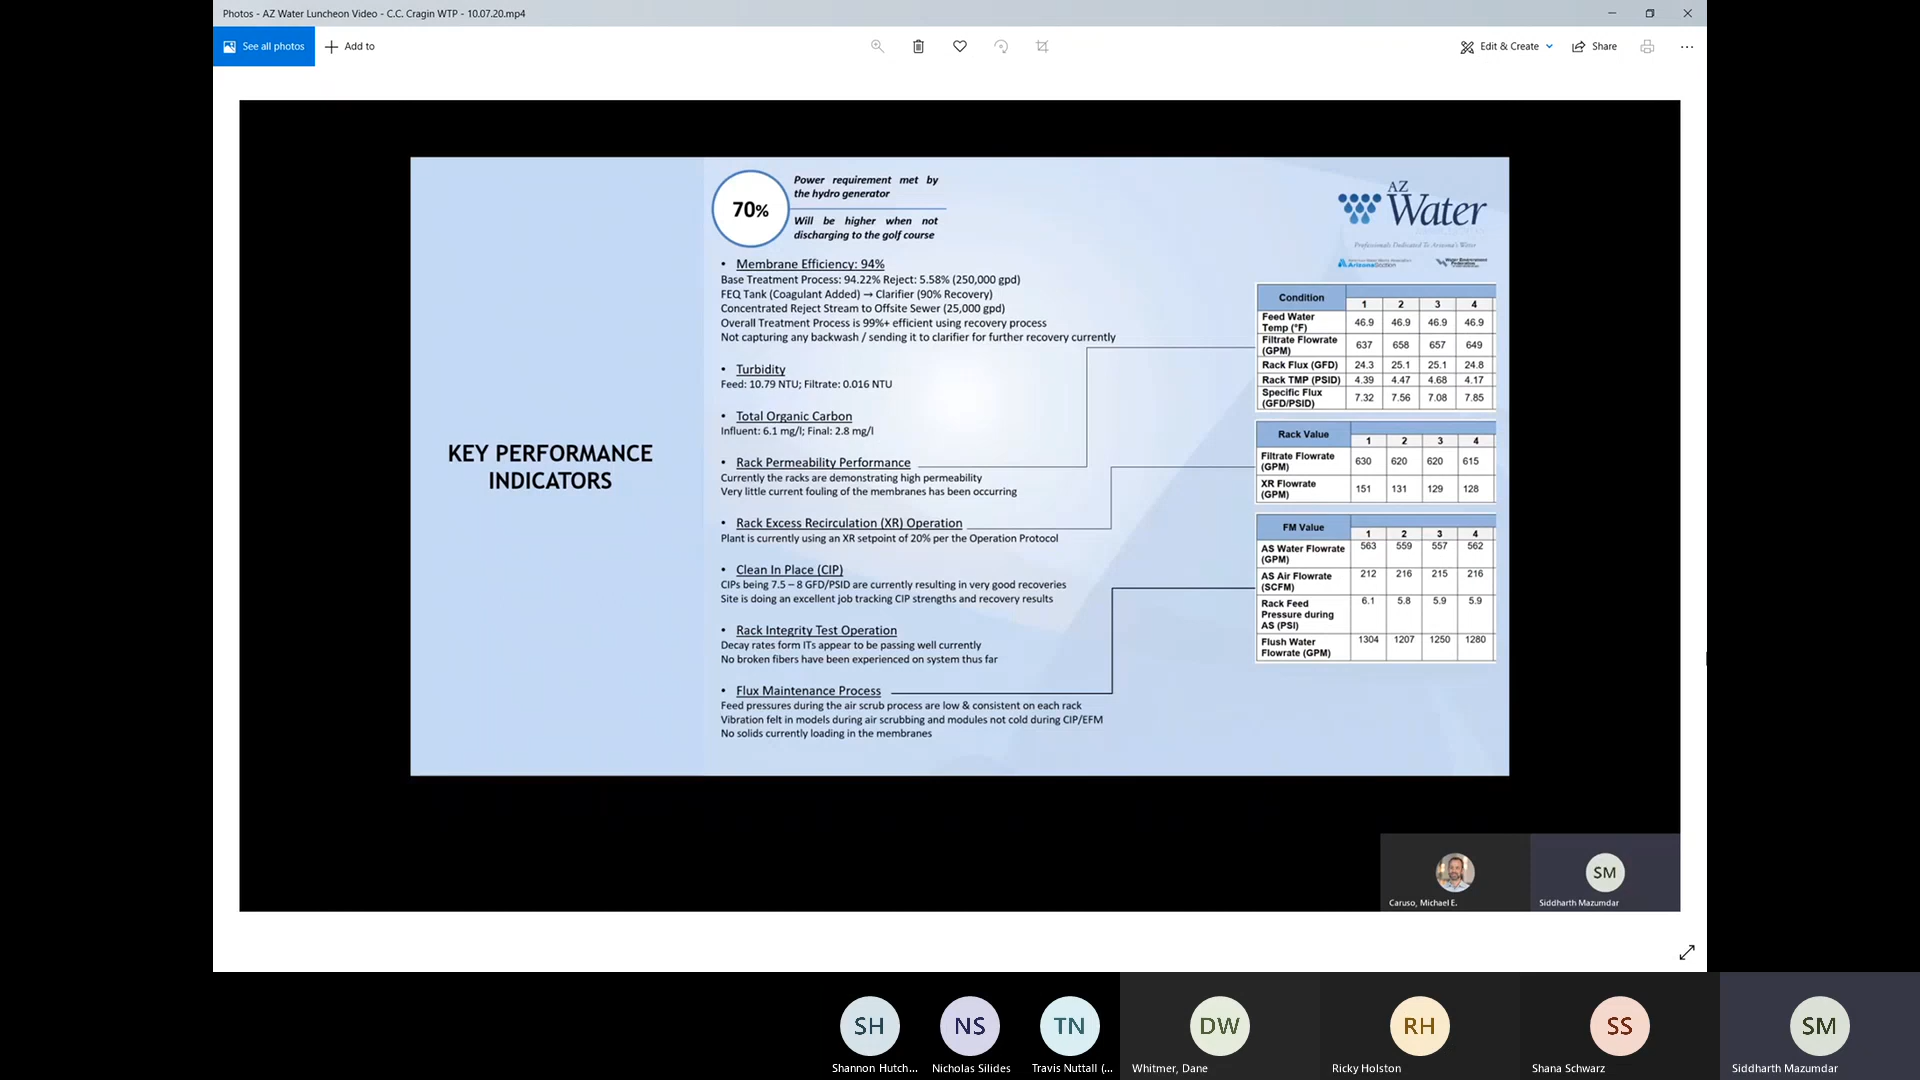 Photos - AZ Water Luncheon Video - C.C. Cragin WTP - 10.07.20.mp4
See all photos
Add to
Edit & Create
Share
70%
Power requirement met by
the hydro generator
Will be higher when not
discharging to the golf course
AZ
Water
Professionals Dedicated To Arizona's Water
KEY PERFORMANCE
INDICATORS
• Membrane Efficiency: 94%
Base Treatment Process: 94.22% Reject: 5.58% (250,000 gpd)
FEQ Tank (Coagulant Added) → Clarifier (90% Recovery)
Concentrated Reject Stream to Offsite Sewer (25,000 gpd)
Overall Treatment Process is 99%+ efficient using recovery process
Not capturing any backwash / sending it to clarifier for further recovery currently
• Turbidity
Feed: 10.79 NTU; Filtrate: 0.016 NTU
• Total Organic Carbon
Influent: 6.1 mg/l; Final: 2.8 mg/l
• Rack Permeability Performance
Currently the racks are demonstrating high permeability
Very little current fouling of the membranes has been occurring
• Rack Excess Recirculation (XR) Operation
Plant is currently using an XR setpoint of 20% per the Operation Protocol
• Clean In Place (CIP)
CIPs being 7.5 – 8 GFD/PSID are currently resulting in very good recoveries
Site is doing an excellent job tracking CIP strengths and recovery results
• Rack Integrity Test Operation
Decay rates form ITs appear to be passing well currently
No broken fibers have been experienced on system thus far
• Flux Maintenance Process
Feed pressures during the air scrub process are low & consistent on each rack
Vibration felt in models during air scrubbing and modules not cold during CIP/EFM
No solids currently loading in the membranes
Condition 1 2 3 4
Feed Water
Temp (°F) 46.9 46.9 46.9 46.9
Filtrate Flowrate
(GPM) 637 658 657 649
Rack Flux (GFD) 24.3 25.1 25.1 24.8
Rack TMP (PSID) 4.39 4.47 4.68 4.17
Specific Flux
(GFD/PSID) 7.32 7.56 7.08 7.85
Rack Value 1 2 3 4
Filtrate Flowrate
(GPM) 630 620 620 615
XR Flowrate
(GPM) 151 131 129 128
FM Value 1 2 3 4
AS Water Flowrate
(GPM) 563 559 557 562
AS Air Flowrate
(SCFM) 212 216 215 216
Rack Feed
Pressure during
AS (PSI) 6.1 5.8 5.9 5.9
Flush Water
Flowrate (GPM) 1304 1207 1250 1280
SM
Caruso, Michael E.
Siddharth Mazumdar
SH
NS
TN
DW
RH
SS
SM
Shannon Hutch...
Nicholas Silides
Travis Nuttall (...
Whitmer, Dane
Ricky Holston
Shana Schwarz
Siddharth Mazumdar